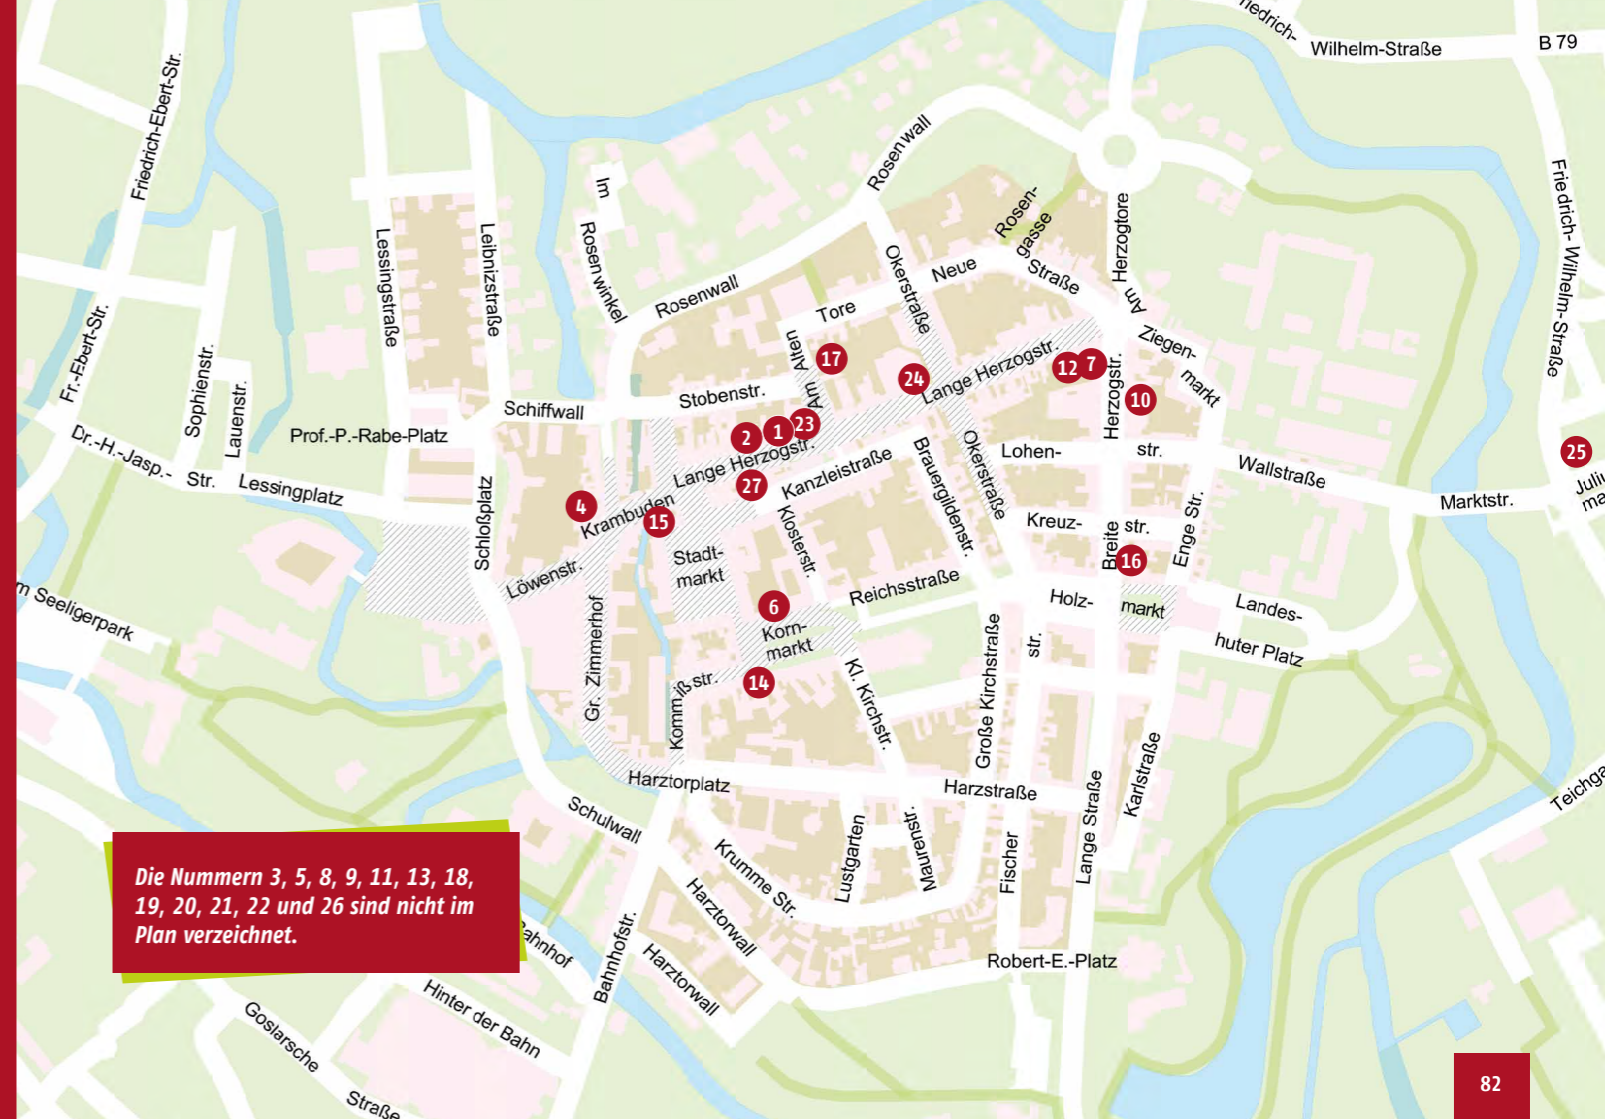 Wilhelm-Straße
B 79
Friedrich-Ebert-Str.
Rosenwall
Im
Rosenwinkel
Rosen-
gasse
Friedrich-Wilhelm-Straße
Lessingstraße
Leibnizstraße
Am Herzogtore
Okerstraße
Neue
Straße
Rosenwall
Tore
Am Alten
Ziegen-
markt
Fr.-Ebert-Str.
Sophienstr.
Lauenstr.
17
24
Lange Herzogstr.
12
7
Herzogstr.
10
Stobenstr.
Schiffwall
Prof.-P.-Rabe-Platz
2
1
23
Lange Herzogstr.
27
Kanzleistraße
Brauergildenstr.
Okerstraße
Lohen-
str.
Wallstraße
25
Marktstr.
Dr.-H.-Jasp.-
Str.
Lessingplatz
Schloßplatz
4
Krambuden
15
Klosterstr.
Kreuz-
str.
Breite
Enge Str.
16
Stadt-
markt
Löwenstr.
Seeligerpark
6
Korn-
markt
Reichsstraße
Holz-
markt
Landes-
huter Platz
Gr. Zimmerhof
14
Kommißstr.
Kl. Kirchstr.
Große Kirchstraße
str.
Karlstraße
Harztorplatz
Harzstraße
Lange Straße
Schulwall
Krumme Str.
Lustgarten
Maurenstr.
Fischer
Harztorwall
Harztorwall
Bahnhofstr.
Robert-E.-Platz
Hinter der Bahn
Goslarsche
Straße
Die Nummern 3, 5, 8, 9, 11, 13, 18,
19, 20, 21, 22 und 26 sind nicht im
Plan verzeichnet.
82